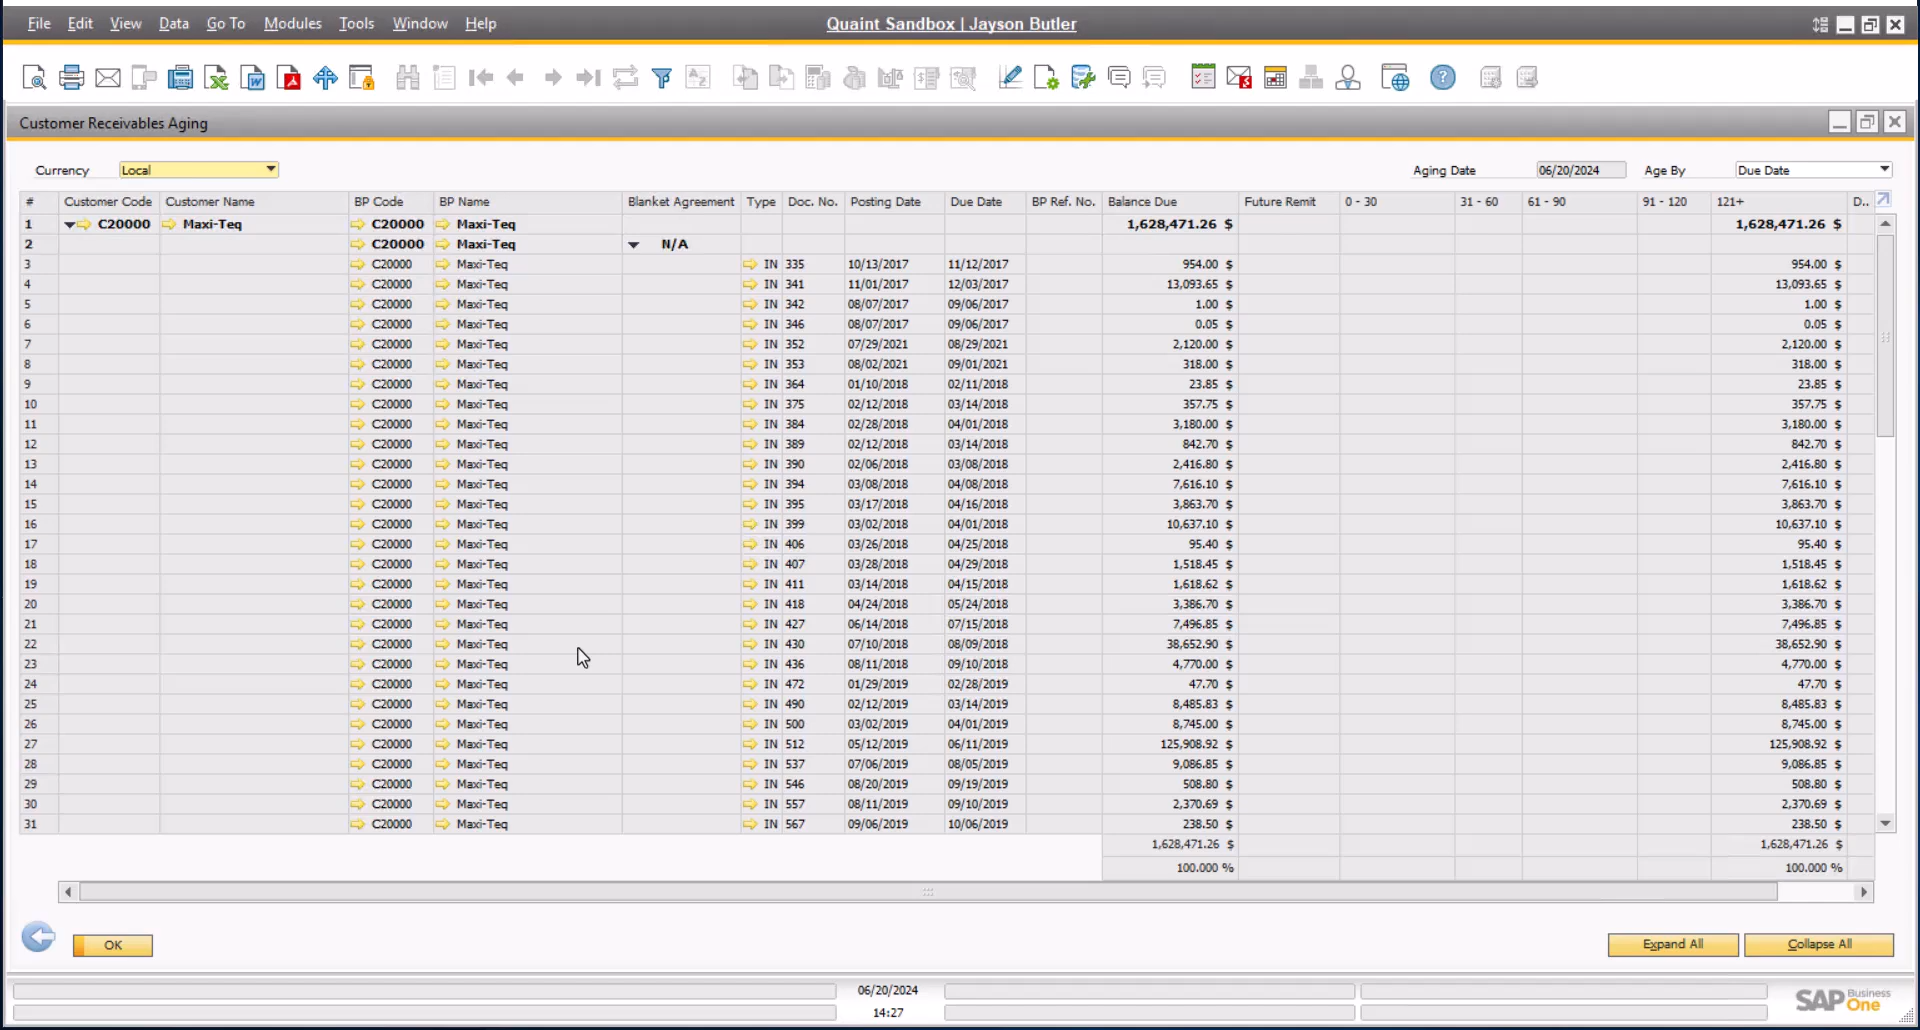 File Edit View Data Go To Modules Tools Window Help Quaint Sandbox | Jayson Butler
Customer Receivables Aging
Currency Local Aging Date 06/20/2024 Age By Due Date
# Customer Code Customer Name BP Code BP Name Blanket Agreement Type Doc. No. Posting Date Due Date BP Ref. No. Balance Due Future Remit 0 - 30 31 - 60 61 - 90 91 - 120 121+ D..
1 C20000 Maxi-Teq C20000 Maxi-Teq 1,628,471.26 $ 1,628,471.26 $
2 C20000 Maxi-Teq N/A
3 C20000 Maxi-Teq IN 335 10/13/2017 11/12/2017 954.00 $ 954.00 $
4 C20000 Maxi-Teq IN 341 11/01/2017 12/03/2017 13,093.65 $ 13,093.65 $
5 C20000 Maxi-Teq IN 342 08/07/2017 09/06/2017 1.00 $ 1.00 $
6 C20000 Maxi-Teq IN 346 08/07/2017 09/06/2017 0.05 $ 0.05 $
7 C20000 Maxi-Teq IN 352 07/29/2021 08/29/2021 2,120.00 $ 2,120.00 $
8 C20000 Maxi-Teq IN 353 08/02/2021 09/01/2021 318.00 $ 318.00 $
9 C20000 Maxi-Teq IN 364 01/10/2018 02/11/2018 23.85 $ 23.85 $
10 C20000 Maxi-Teq IN 375 02/12/2018 03/14/2018 357.75 $ 357.75 $
11 C20000 Maxi-Teq IN 384 02/28/2018 04/01/2018 3,180.00 $ 3,180.00 $
12 C20000 Maxi-Teq IN 389 02/12/2018 03/14/2018 842.70 $ 842.70 $
13 C20000 Maxi-Teq IN 390 02/06/2018 03/08/2018 2,416.80 $ 2,416.80 $
14 C20000 Maxi-Teq IN 394 03/08/2018 04/08/2018 7,616.10 $ 7,616.10 $
15 C20000 Maxi-Teq IN 395 03/17/2018 04/16/2018 3,863.70 $ 3,863.70 $
16 C20000 Maxi-Teq IN 399 03/02/2018 04/01/2018 10,637.10 $ 10,637.10 $
17 C20000 Maxi-Teq IN 406 03/26/2018 04/25/2018 95.40 $ 95.40 $
18 C20000 Maxi-Teq IN 407 03/28/2018 04/29/2018 1,518.45 $ 1,518.45 $
19 C20000 Maxi-Teq IN 411 03/14/2018 04/15/2018 1,618.62 $ 1,618.62 $
20 C20000 Maxi-Teq IN 418 04/24/2018 05/24/2018 3,386.70 $ 3,386.70 $
21 C20000 Maxi-Teq IN 427 06/14/2018 07/15/2018 7,496.85 $ 7,496.85 $
22 C20000 Maxi-Teq IN 430 07/10/2018 08/09/2018 38,652.90 $ 38,652.90 $
23 C20000 Maxi-Teq IN 436 08/11/2018 09/10/2018 4,770.00 $ 4,770.00 $
24 C20000 Maxi-Teq IN 472 01/29/2019 02/28/2019 47.70 $ 47.70 $
25 C20000 Maxi-Teq IN 490 02/12/2019 03/14/2019 8,485.83 $ 8,485.83 $
26 C20000 Maxi-Teq IN 500 03/02/2019 04/01/2019 8,745.00 $ 8,745.00 $
27 C20000 Maxi-Teq IN 512 05/12/2019 06/11/2019 125,908.92 $ 125,908.92 $
28 C20000 Maxi-Teq IN 537 07/06/2019 08/05/2019 9,086.85 $ 9,086.85 $
29 C20000 Maxi-Teq IN 546 08/20/2019 09/19/2019 508.80 $ 508.80 $
30 C20000 Maxi-Teq IN 557 08/11/2019 09/10/2019 2,370.69 $ 2,370.69 $
31 C20000 Maxi-Teq IN 567 09/06/2019 10/06/2019 238.50 $ 238.50 $
1,628,471.26 $ 1,628,471.26 $
100.000 % 100.000 %
OK Expand All Collapse All
06/20/2024
14:27
SAP Business One